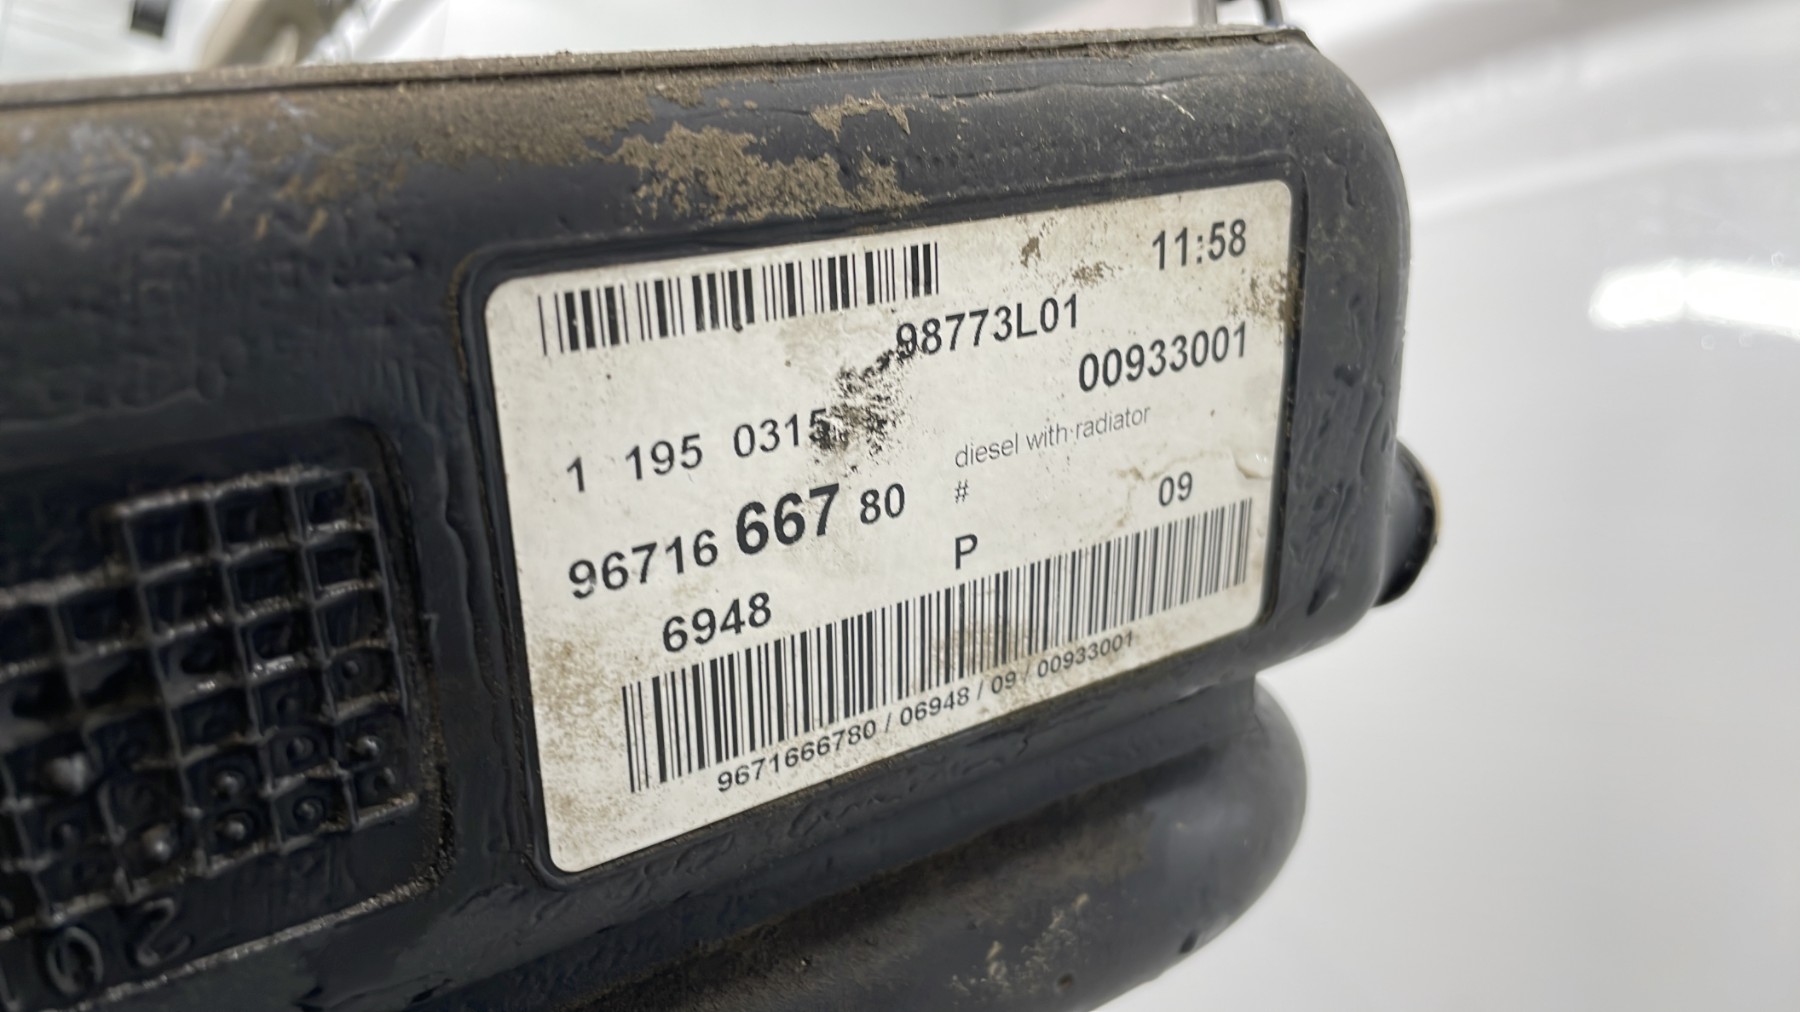 11:58
98773L01
00933001
1 195 0315
diesel with radiator
96716 667 80
#
09
6948
P
9671666780 / 06948 / 09 / 00933001
20